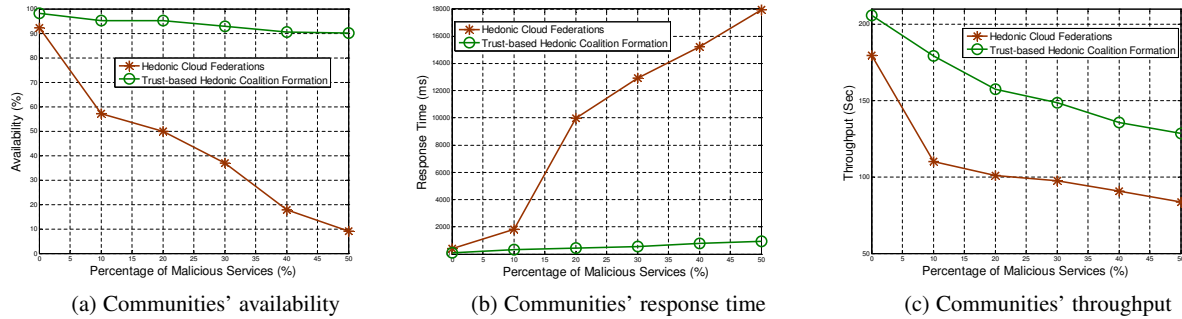 100
90
80
70
60
50
40
30
20
10
0
Availability (%)
Hedonic Cloud Federations
Trust-based Hedonic Coalition Formation
0 5 10 15 20 25 30 35 40 45 50
Percentage of Malicious Services (%)
(a) Communities' availability
18000
16000
14000
12000
10000
8000
6000
4000
2000
0
Response Time (ms)
Hedonic Cloud Federations
Trust-based Hedonic Coalition Formation
0 5 10 15 20 25 30 35 40 45 50
Percentage of Malicious Services (%)
(b) Communities' response time
200
150
100
50
Throughput (Sec)
Hedonic Cloud Federations
Trust-based Hedonic Coalition Formation
0 5 10 15 20 25 30 35 40 45 50
Percentage of Malicious Services (%)
(c) Communities' throughput